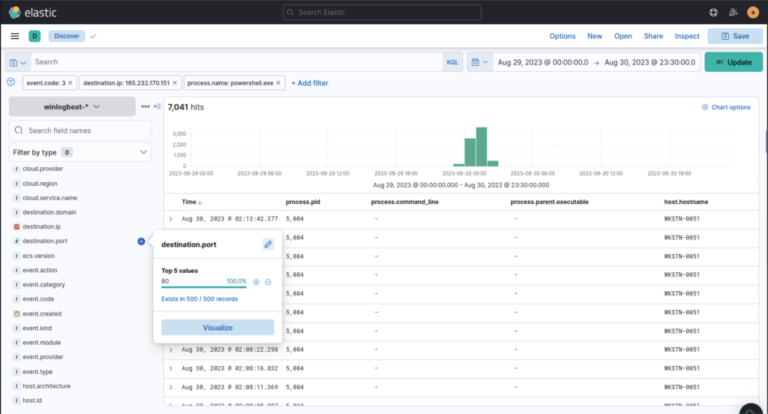 elastic
Search Elastic
D
Discover
Options
New
Open
Share
Inspect
Save
Search
KQL
Aug 29, 2023 @ 00:00:00.0 → Aug 30, 2023 @ 23:30:00.0
Update
event.code: 3 ×
destination.ip: 165.232.170.151 ×
process.name: powershell.exe ×
+ Add filter
winlogbeat-*
7,041 hits
Chart options
Search field names
Filter by type 0
3,000
2,000
1,000
0
2023-08-29 00:00
2023-08-29 06:00
2023-08-29 12:00
2023-08-29 18:00
2023-08-30 00:00
2023-08-30 06:00
2023-08-30 12:00
2023-08-30 18:00
Aug 29, 2023 @ 00:00:00.000 - Aug 30, 2023 @ 23:30:00.000
t cloud.provider
t cloud.region
t cloud.service.name
t destination.domain
destination.ip
# destination.port
t ecs.version
t event.action
t event.category
t event.code
event.created
t event.kind
t event.module
t event.provider
t event.type
t host.architecture
t host.id
Time ↓
process.pid
process.command_line
process.parent.executable
host.hostname
Aug 30, 2023 @ 02:13:42.377 5,004 - - WKSTN-0051
5,004 - - WKSTN-0051
5,004 - - WKSTN-0051
5,004 - - WKSTN-0051
5,004 - - WKSTN-0051
5,004 - - WKSTN-0051
5,004 - - WKSTN-0051
Aug 30, 2023 @ 02:08:22.290 5,004 - - WKSTN-0051
Aug 30, 2023 @ 02:08:16.832 5,004 - - WKSTN-0051
Aug 30, 2023 @ 02:08:11.369 5,004 - - WKSTN-0051
destination.port
Top 5 values
80 100.0%
Exists in 500 / 500 records
Visualize